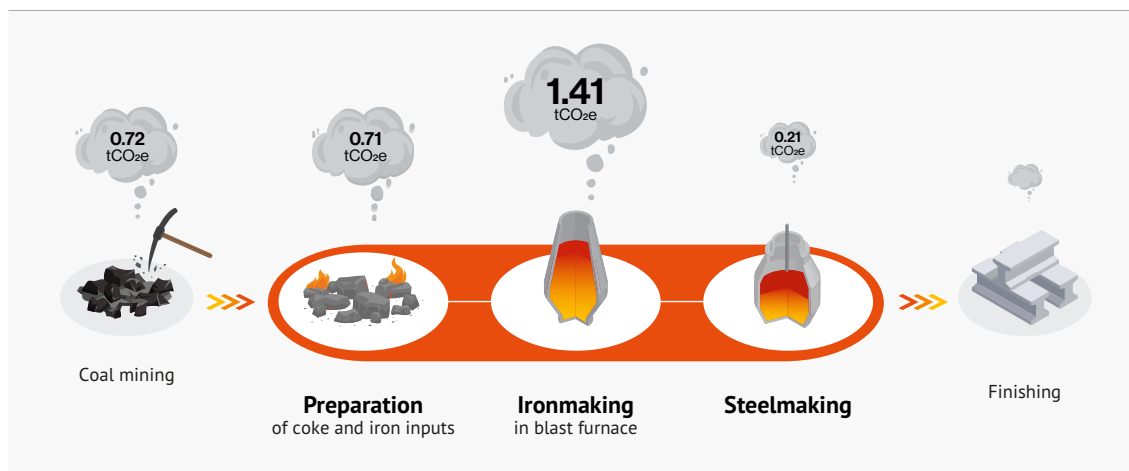 0.72
tCO₂e
0.71
tCO₂e
1.41
tCO₂e
0.21
tCO₂e
Coal mining
Preparation
of coke and iron inputs
Ironmaking
in blast furnace
Steelmaking
Finishing